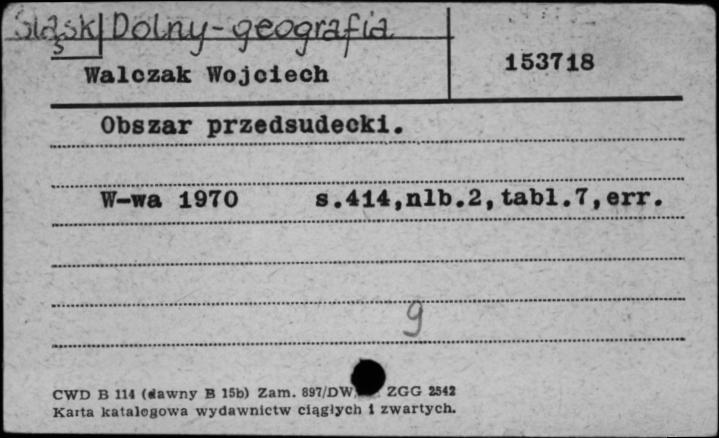 Śląsk Dolny - geografia
Walczak Wojciech
153718
Obszar przedsudecki.
W-wa 1970 s.414,nlb.2,tabl.7,err.
9
CWD B 114 (dawny B 15b) Zam. 897/DW ZGG 2542
Karta katalogowa wydawnictw ciągłych i zwartych.